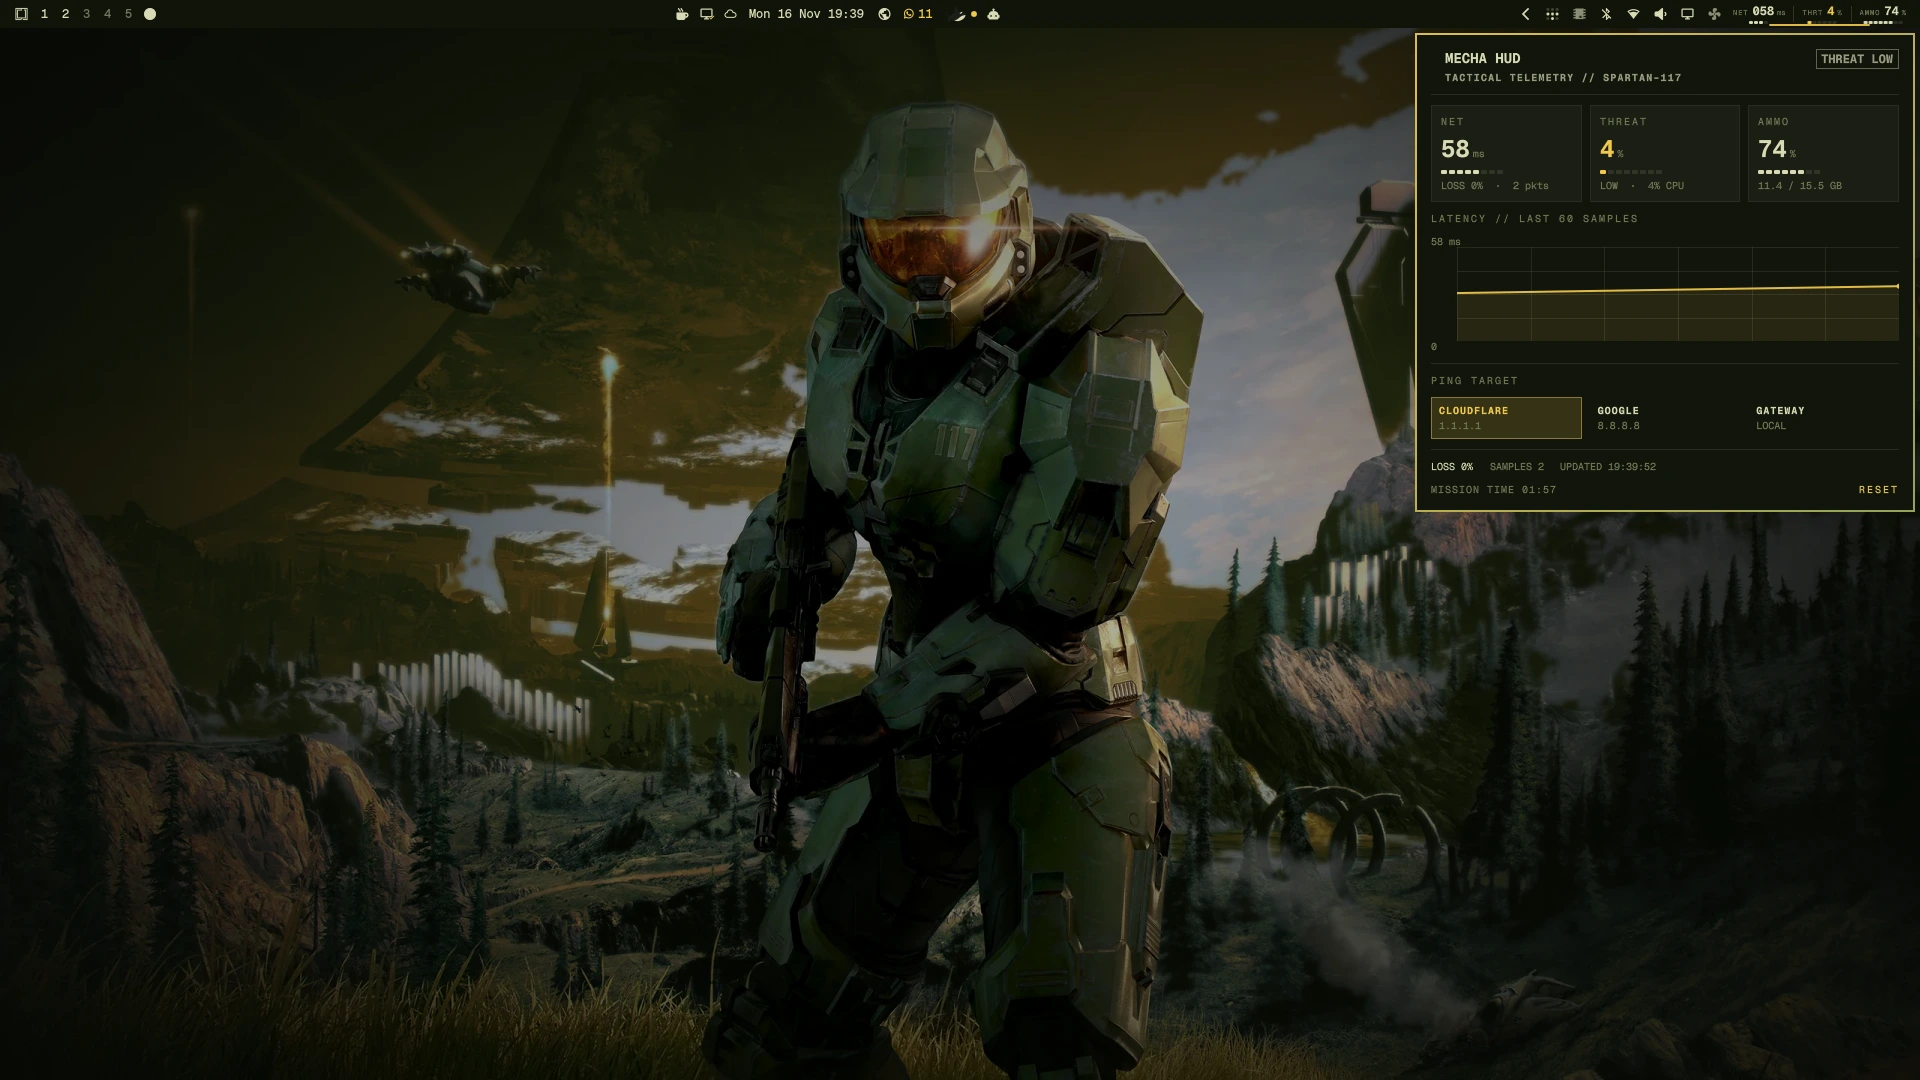 1 2 3 4 5
Mon 16 Nov 19:39
11
NET 058 ms THRT 4 % AMMO 74 %
MECHA HUD
THREAT LOW
TACTICAL TELEMETRY // SPARTAN-117
NET THREAT AMMO
58 ms 4 % 74 %
LOSS 0% · 2 pkts LOW · 4% CPU 11.4 / 15.5 GB
LATENCY // LAST 60 SAMPLES
58 ms
0
PING TARGET
CLOUDFLARE GOOGLE GATEWAY
1.1.1.1 8.8.8.8 LOCAL
LOSS 0% SAMPLES 2 UPDATED 19:39:52
MISSION TIME 01:57 RESET
117